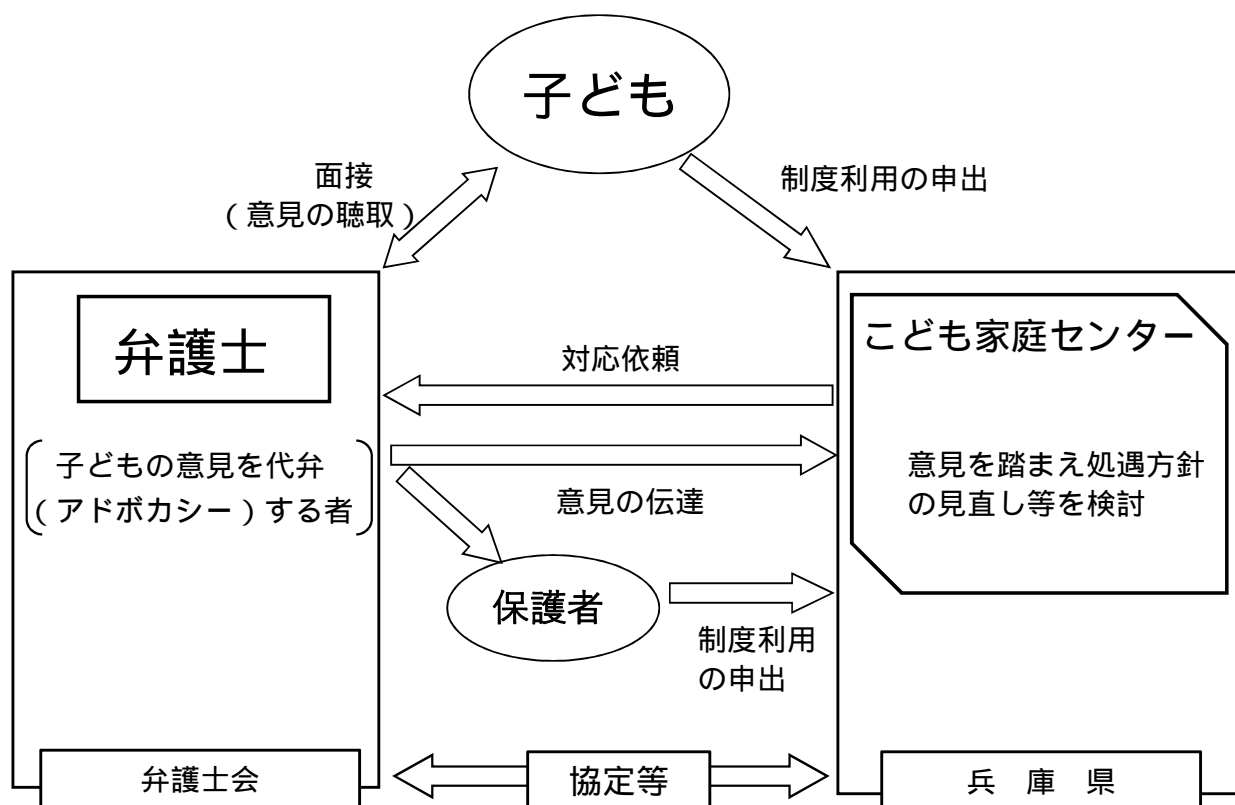 子ども
面接
（意見の聴取）
制度利用の申出
弁護士
子どもの意見を代弁
（アドボカシー）する者
対応依頼
意見の伝達
こども家庭センター
意見を踏まえ処遇方針
の見直し等を検討
保護者
制度利用
の申出
弁護士会
協定等
兵　庫　県